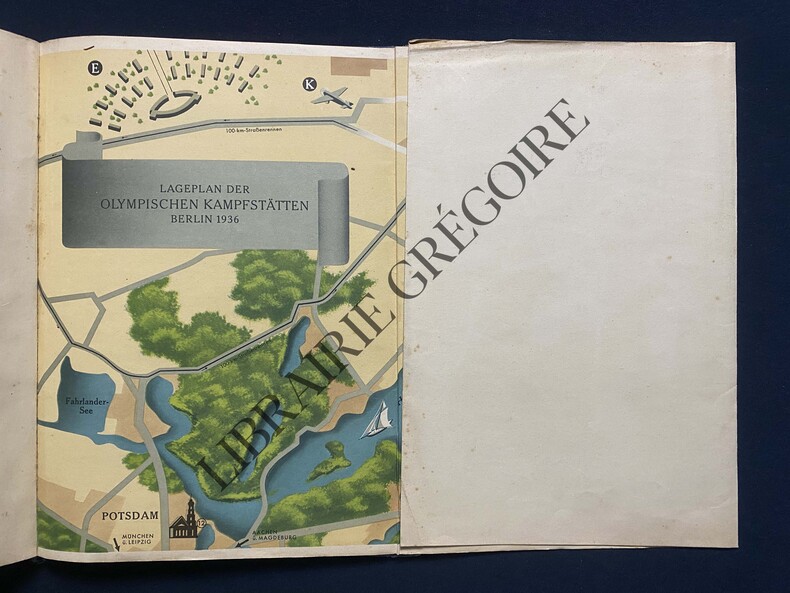 E
K
100-km-Straßenrennen
LAGEPLAN DER
OLYMPISCHEN KAMPFSTÄTTEN
BERLIN 1936
Fahrlander-
See
POTSDAM
12
MÜNCHEN
ü. LEIPZIG
AACHEN
ü. MAGDEBURG
LIBRAIRIE GRÉGOIRE